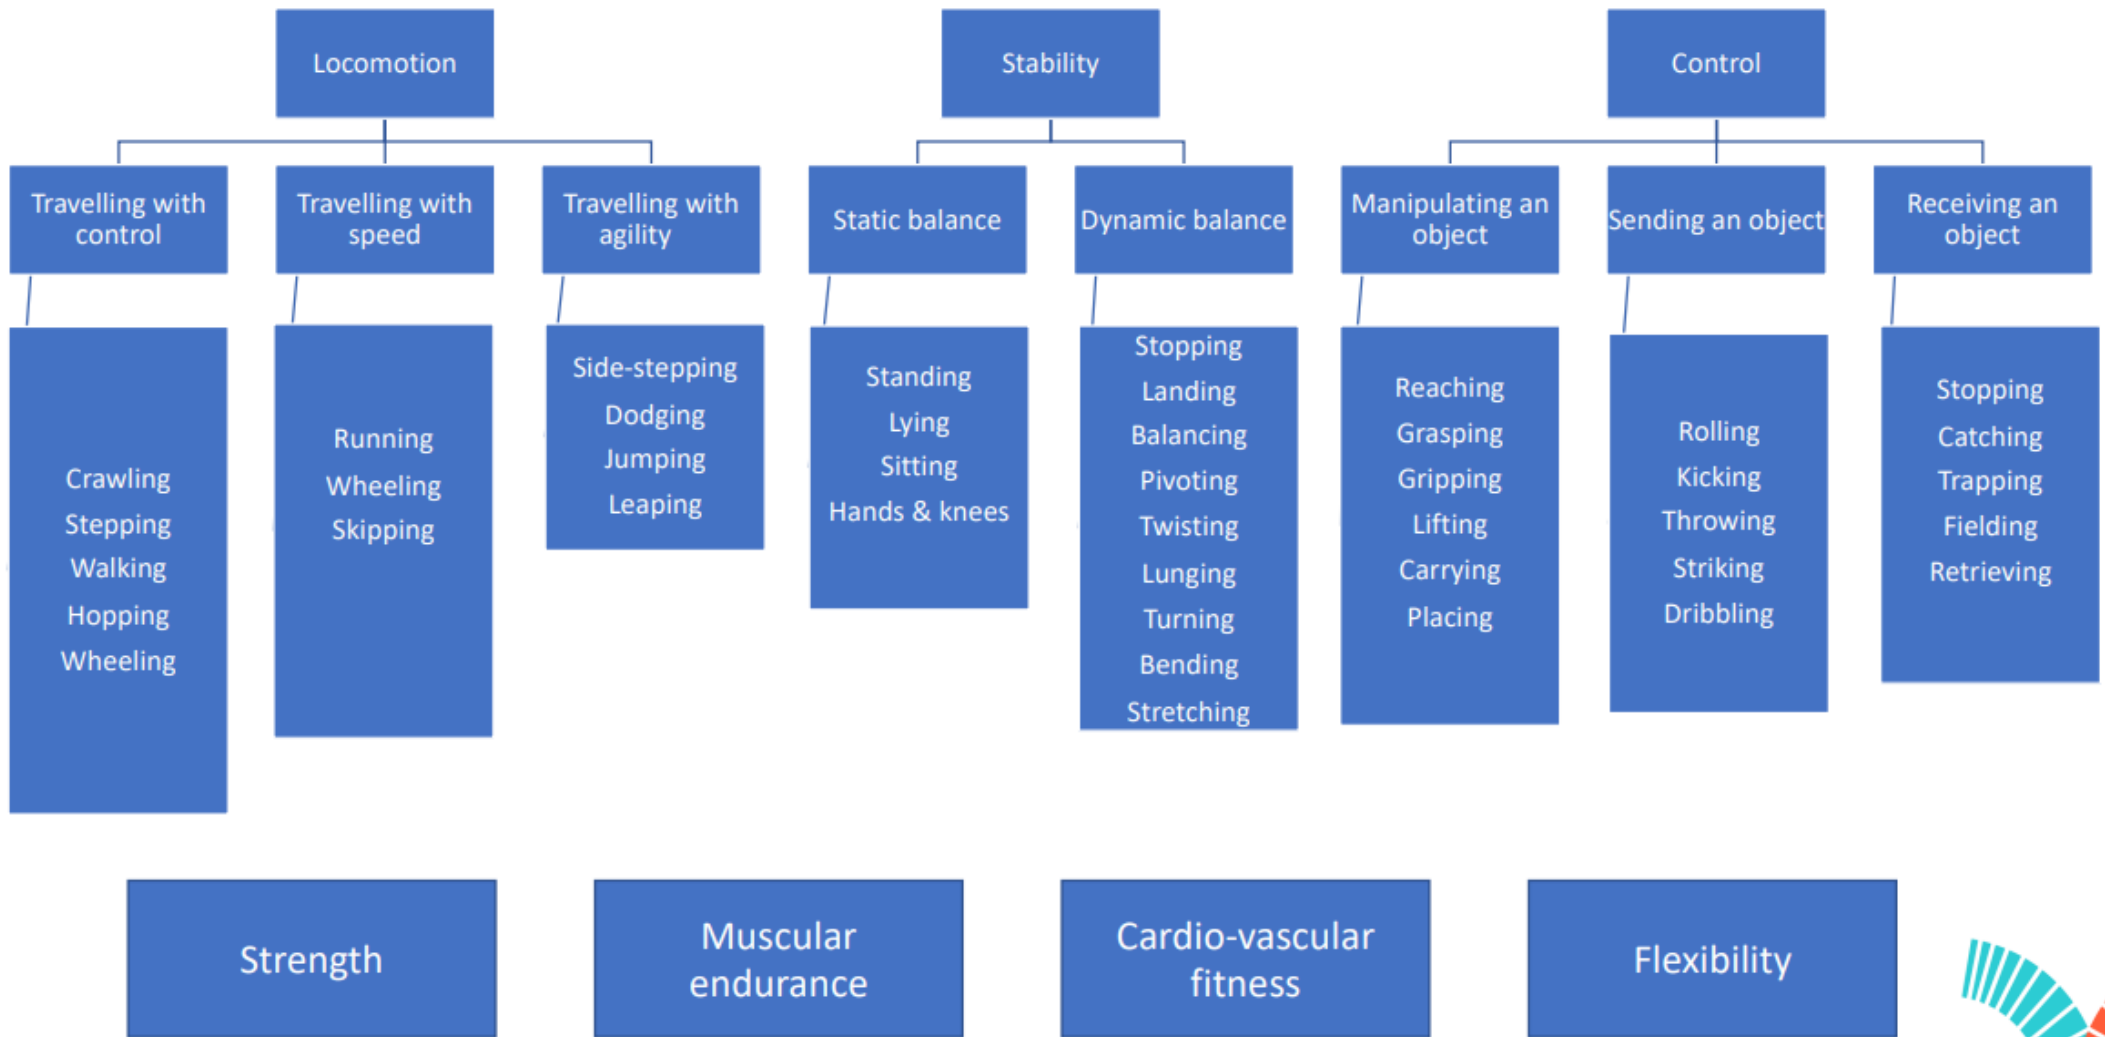 Locomotion
Stability
Control
Travelling with
control
Travelling with
speed
Travelling with
agility
Static balance
Dynamic balance
Manipulating an
object
Sending an object
Receiving an
object
Crawling
Stepping
Walking
Hopping
Wheeling
Running
Wheeling
Skipping
Side-stepping
Dodging
Jumping
Leaping
Standing
Lying
Sitting
Hands & knees
Stopping
Landing
Balancing
Pivoting
Twisting
Lunging
Turning
Bending
Stretching
Reaching
Grasping
Gripping
Lifting
Carrying
Placing
Rolling
Kicking
Throwing
Striking
Dribbling
Stopping
Catching
Trapping
Fielding
Retrieving
Strength
Muscular
endurance
Cardio-vascular
fitness
Flexibility